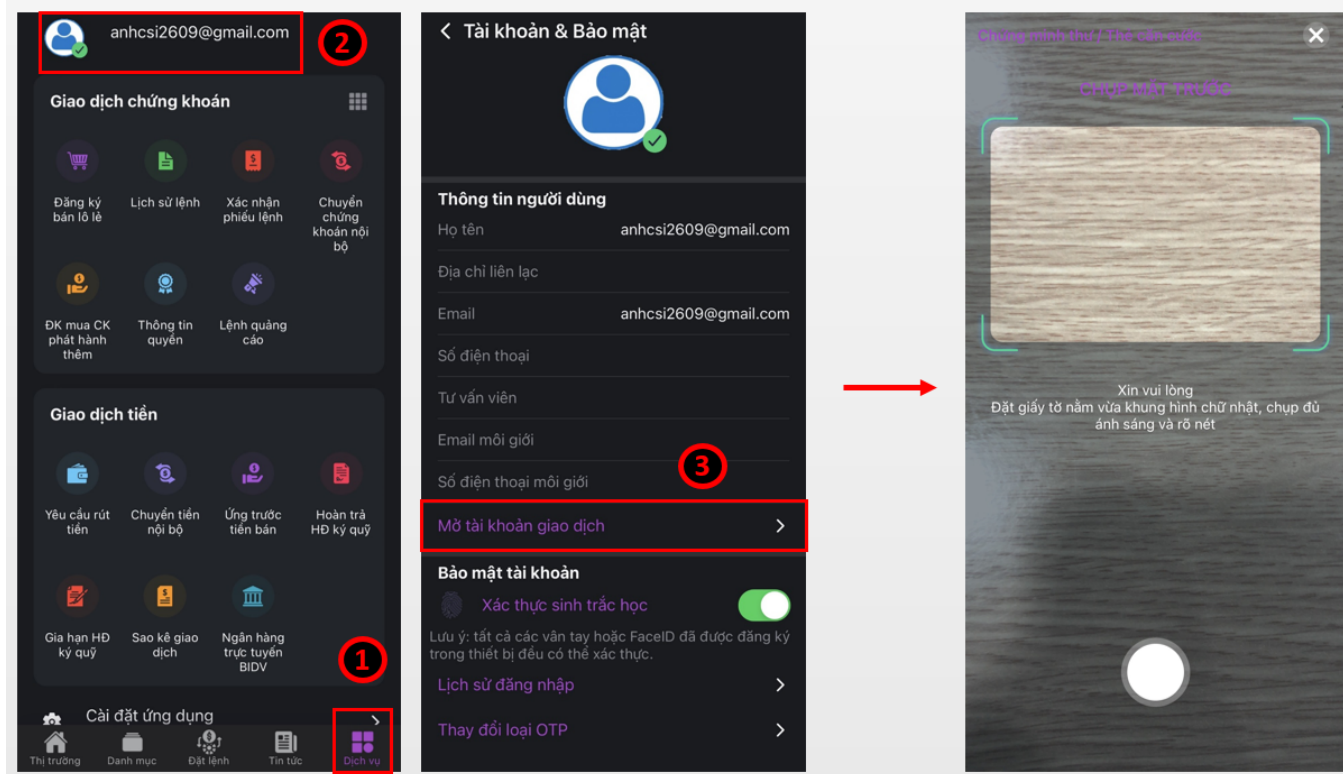 anhcsi2609@gmail.com
2
Giao dịch chứng khoán
Đăng ký
bán lô lẻ
Lịch sử lệnh
Xác nhận
phiếu lệnh
Chuyển
chứng
khoán nội
bộ
ĐK mua CK
phát hành
thêm
Thông tin
quyền
Lệnh quảng
cáo
Giao dịch tiền
Yêu cầu rút
tiền
Chuyển tiền
nội bộ
Ứng trước
tiền bán
Hoàn trả
HĐ ký quỹ
Gia hạn HĐ
ký quỹ
Sao kê giao
dịch
Ngân hàng
trực tuyến
BIDV
1
Cài đặt ứng dụng
Thị trường
Danh mục
Đặt lệnh
Tin tức
Dịch vụ
Tài khoản & Bảo mật
Thông tin người dùng
Họ tên anhcsi2609@gmail.com
Địa chỉ liên lạc
Email anhcsi2609@gmail.com
Số điện thoại
Tư vấn viên
Email môi giới
3
Số điện thoại môi giới
Mở tài khoản giao dịch
Bảo mật tài khoản
Xác thực sinh trắc học
Lưu ý: tất cả các vân tay hoặc FaceID đã được đăng ký
trong thiết bị đều có thể xác thực.
Lịch sử đăng nhập
Thay đổi loại OTP
Chứng minh thư / Thẻ căn cước
CHỤP MẶT TRƯỚC
Xin vui lòng
Đặt giấy tờ nằm vừa khung hình chữ nhật, chụp đủ
ánh sáng và rõ nét